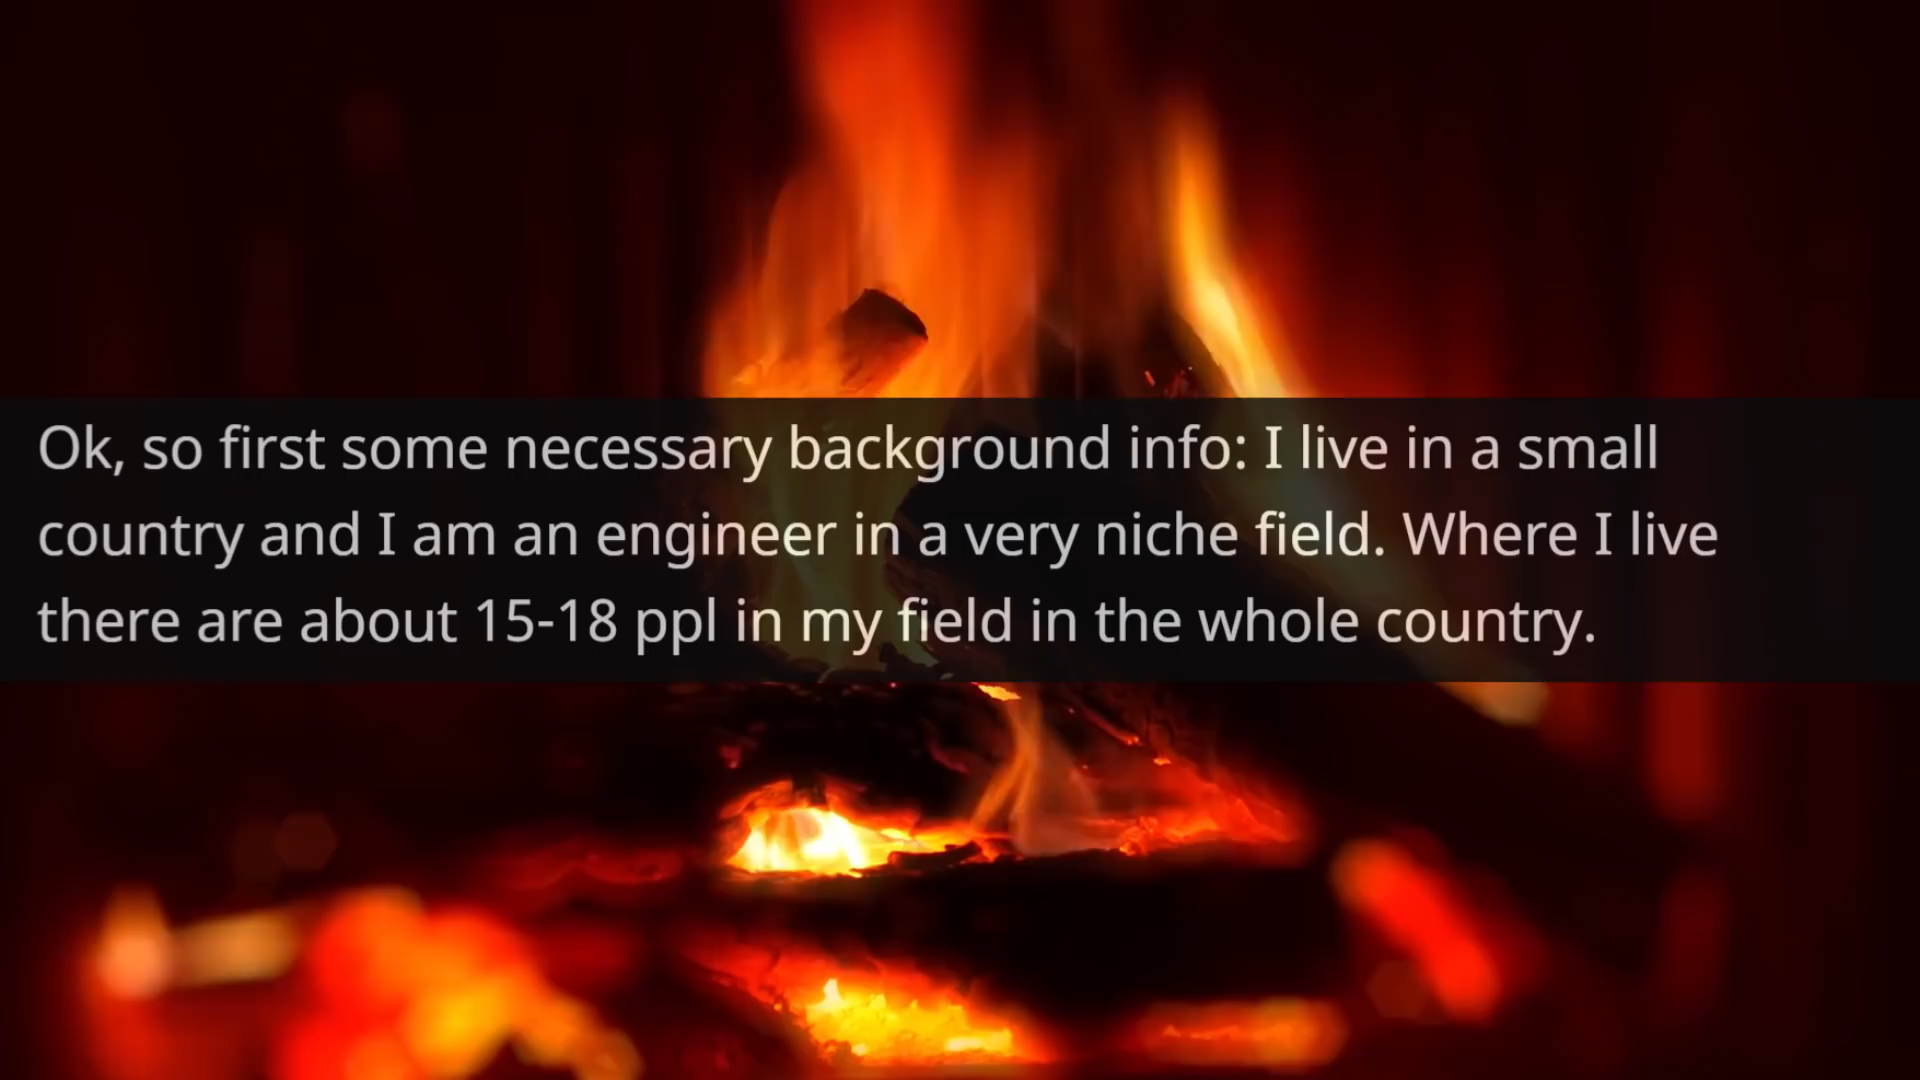 Ok, so first some necessary background info: I live in a small
country and I am an engineer in a very niche field. Where I live
there are about 15-18 ppl in my field in the whole country.